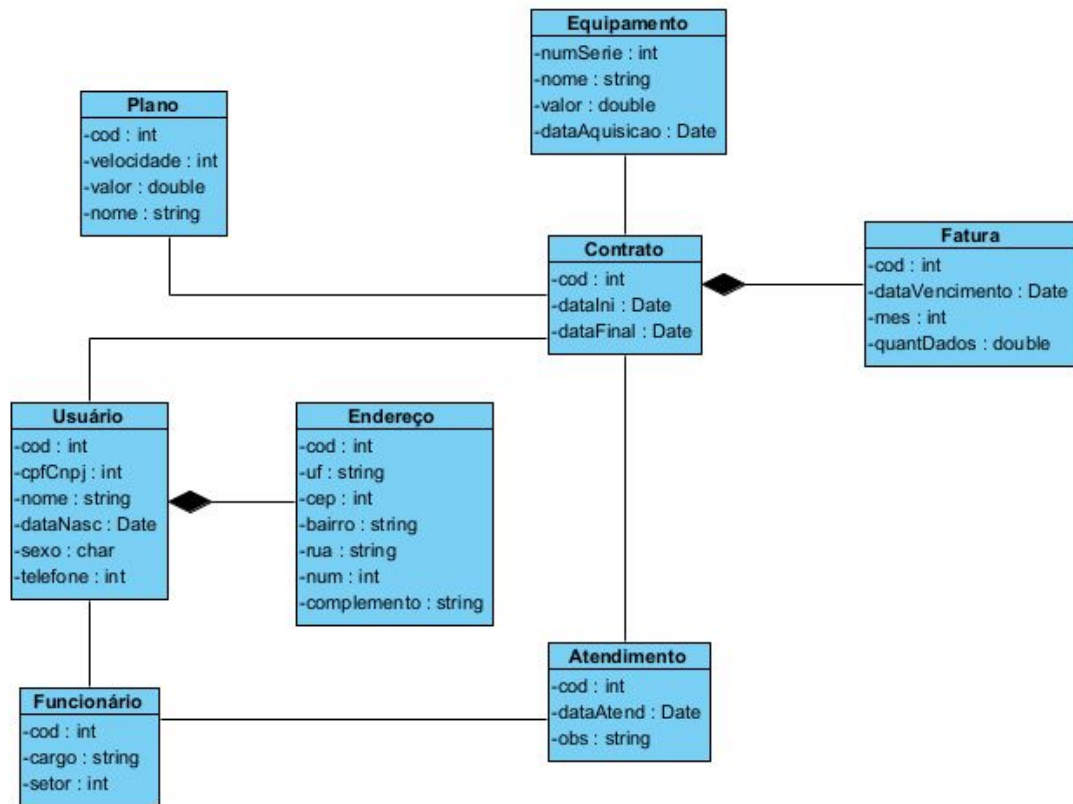 Equipamento
-numSerie : int
-nome : string
-valor : double
-dataAquisicao : Date
Plano
-cod : int
-velocidade : int
-valor : double
-nome : string
Contrato
-cod : int
-dataIni : Date
-dataFinal : Date
Fatura
-cod : int
-dataVencimento : Date
-mes : int
-quantDados : double
Usuário
-cod : int
-cpfCnpj : int
-nome : string
-dataNasc : Date
-sexo : char
-telefone : int
Endereço
-cod : int
-uf : string
-cep : int
-bairro : string
-rua : string
-num : int
-complemento : string
Funcionário
-cod : int
-cargo : string
-setor : int
Atendimento
-cod : int
-dataAtend : Date
-obs : string